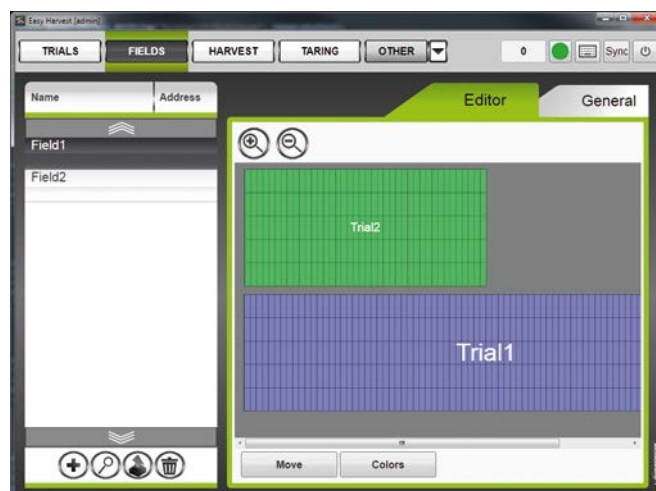 Easy Harvest [admin]
TRIALS FIELDS HARVEST TARING OTHER 0 Sync
Name Address
Editor General
Field1
Field2
Trial2
Trial1
Move Colors